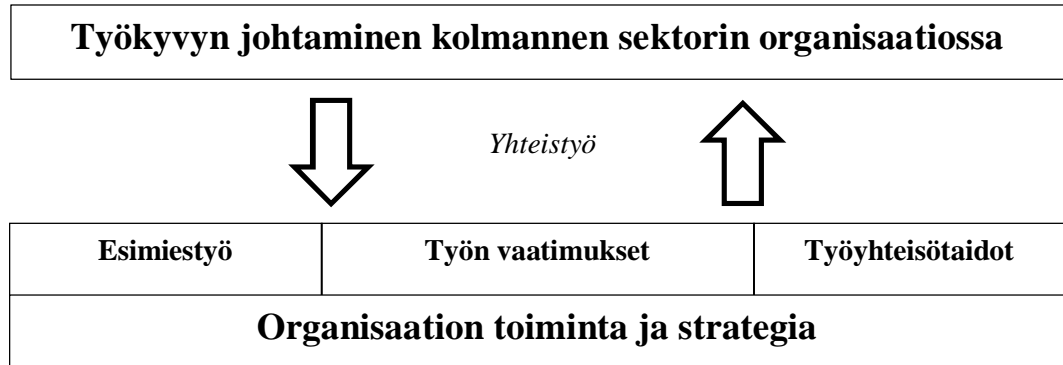 Työkyvyn johtaminen kolmannen sektorin organisaatiossa
Yhteistyö
Esimiestyö
Työn vaatimukset
Työyhteisötaidot
Organisaation toiminta ja strategia